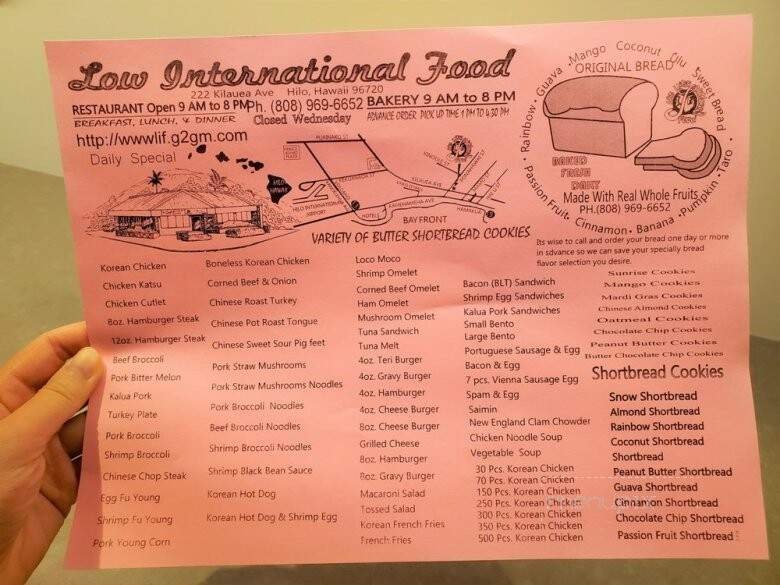 Low International Food
222 Kilauea Ave Hilo, Hawaii 96720
RESTAURANT Open 9 AM to 8 PM Ph. (808) 969-6652 BAKERY 9 AM to 8 PM
BREAKFAST, LUNCH, & DINNER Closed Wednesday ADVANCE ORDER PICK UP TIME 1 PM TO 4:30 PM
http://wwwlif.g2gm.com
Daily Special
HILO HAWAII
HILO INTERNATIONAL AIRPORT
HOTELS
KILAUEA AVE
KAMEHAMEHA AVE
BAY FRONT
VARIETY OF BUTTER SHORTBREAD COOKIES
Passion Fruit • Rainbow • Guava • Mango Coconut Ulu Sweet Bread
ORIGINAL BREAD
BAKED
FRESH
DAILY
Made With Real Whole Fruits
PH.(808) 969-6652
Cinnamon • Banana • Pumpkin • Taro
Its wise to call and order your bread one day or more
in sdvance so we can save your specially bread
flavor selection you desire.
Korean Chicken
Chicken Katsu
Chicken Cutlet
8oz. Hamburger Steak
12oz. Hamburger Steak
Beef Broccoli
Pork Bitter Melon
Kalua Pork
Turkey Plate
Pork Broccoli
Shrimp Broccoli
Chinese Chop Steak
Egg Fu Young
Shrimp Fu Young
Pork Young Corn
Boneless Korean Chicken
Corned Beef & Onion
Chinese Roast Turkey
Chinese Pot Roast Tongue
Chinese Sweet Sour Pig feet
Pork Straw Mushrooms
Pork Straw Mushrooms Noodles
Pork Broccoli Noodles
Beef Broccoli Noodles
Shrimp Broccoli Noodles
Shrimp Black Bean Sauce
Korean Hot Dog
Korean Hot Dog & Shrimp Egg
Loco Moco
Shrimp Omelet
Corned Beef Omelet
Ham Omelet
Mushroom Omelet
Tuna Sandwich
Tuna Melt
4oz. Teri Burger
4oz. Gravy Burger
4oz. Hamburger
4oz. Cheese Burger
8oz. Cheese Burger
Grilled Cheese
8oz. Hamburger
8oz. Gravy Burger
Macaroni Salad
Tossed Salad
Korean French Fries
French Fries
Bacon (BLT) Sandwich
Shrimp Egg Sandwiches
Kalua Pork Sandwiches
Small Bento
Large Bento
Portuguese Sausage & Egg
Bacon & Egg
7 pcs. Vienna Sausage Egg
Spam & Egg
Saimin
New England Clam Chowder
Chicken Noodle Soup
Vegetable Soup
30 Pcs. Korean Chicken
70 Pcs. Korean Chicken
150 Pcs. Korean Chicken
250 Pcs. Korean Chicken
300 Pcs. Korean Chicken
350 Pcs. Korean Chicken
500 Pcs. Korean Chicken
Sunrise Cookies
Mango Cookies
Mardi Gras Cookies
Chinese Almond Cookies
Oatmeal Cookies
Chocolate Chip Cookies
Peanut Butter Cookies
Butter Chocolate Chip Cookies
Shortbread Cookies
Snow Shortbread
Almond Shortbread
Rainbow Shortbread
Coconut Shortbread
Shortbread
Peanut Butter Shortbread
Guava Shortbread
Cinnamon Shortbread
Chocolate Chip Shortbread
Passion Fruit Shortbread